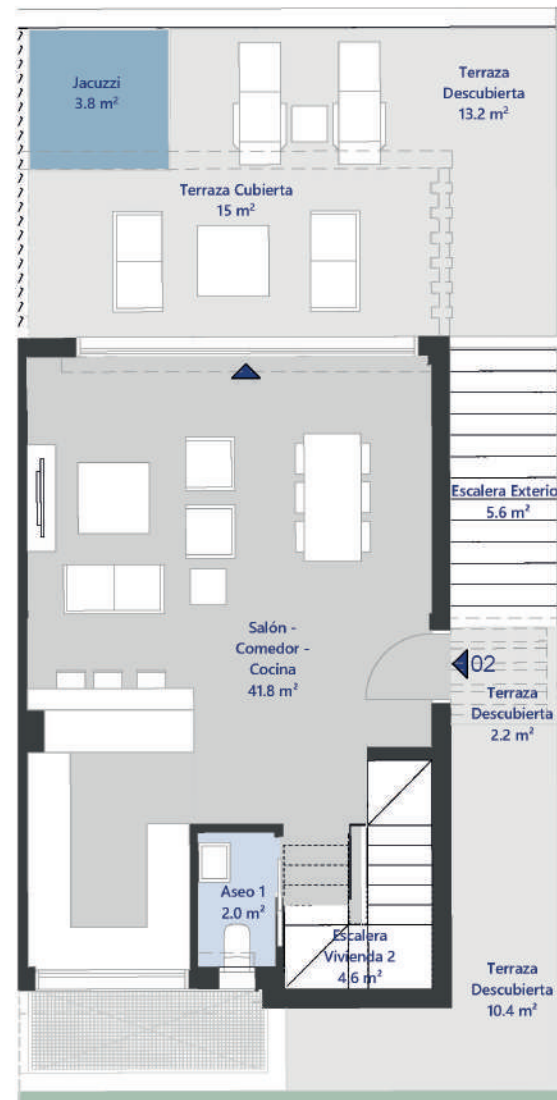 Jacuzzi
3.8 m²
Terraza
Descubierta
13.2 m²
Terraza Cubierta
15 m²
Escalera Exterio
5.6 m²
Salón -
Comedor -
Cocina
41.8 m²
02
Terraza
Descubierta
2.2 m²
Aseo 1
2.0 m²
Escalera
Vivienda 2
4.6 m²
Terraza
Descubierta
10.4 m²